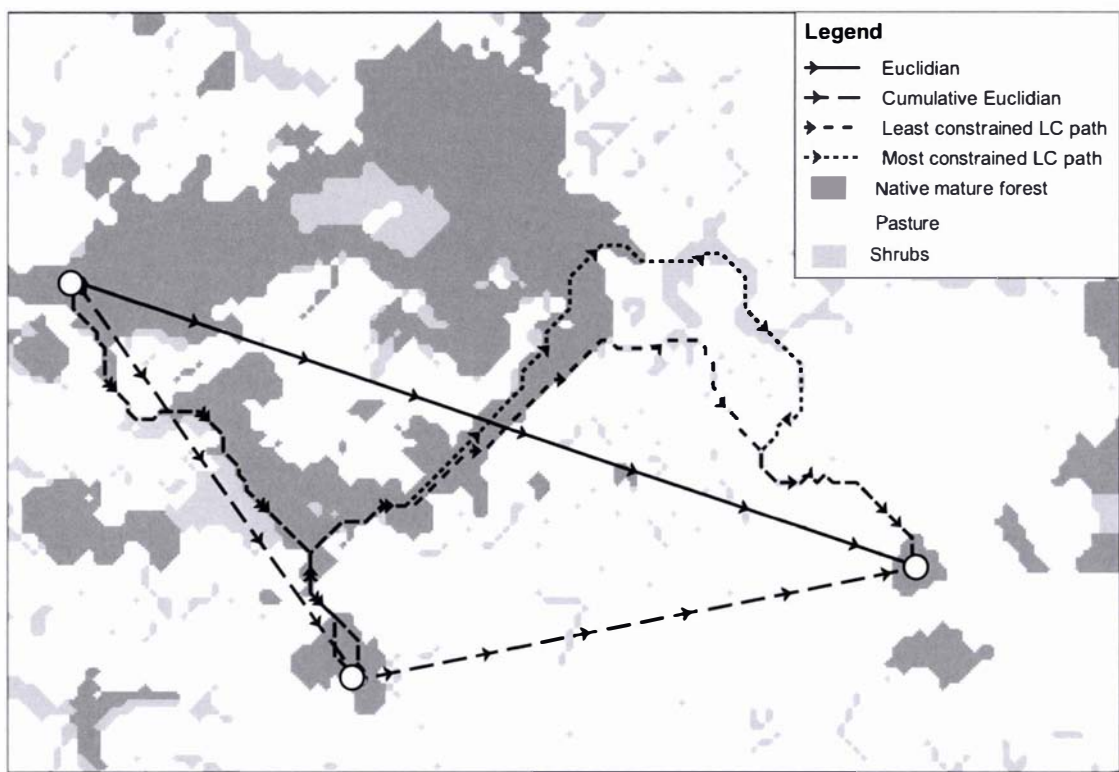 Legend
Euclidian
Cumulative Euclidian
Least constrained LC path
Most constrained LC path
Native mature forest
Pasture
Shrubs